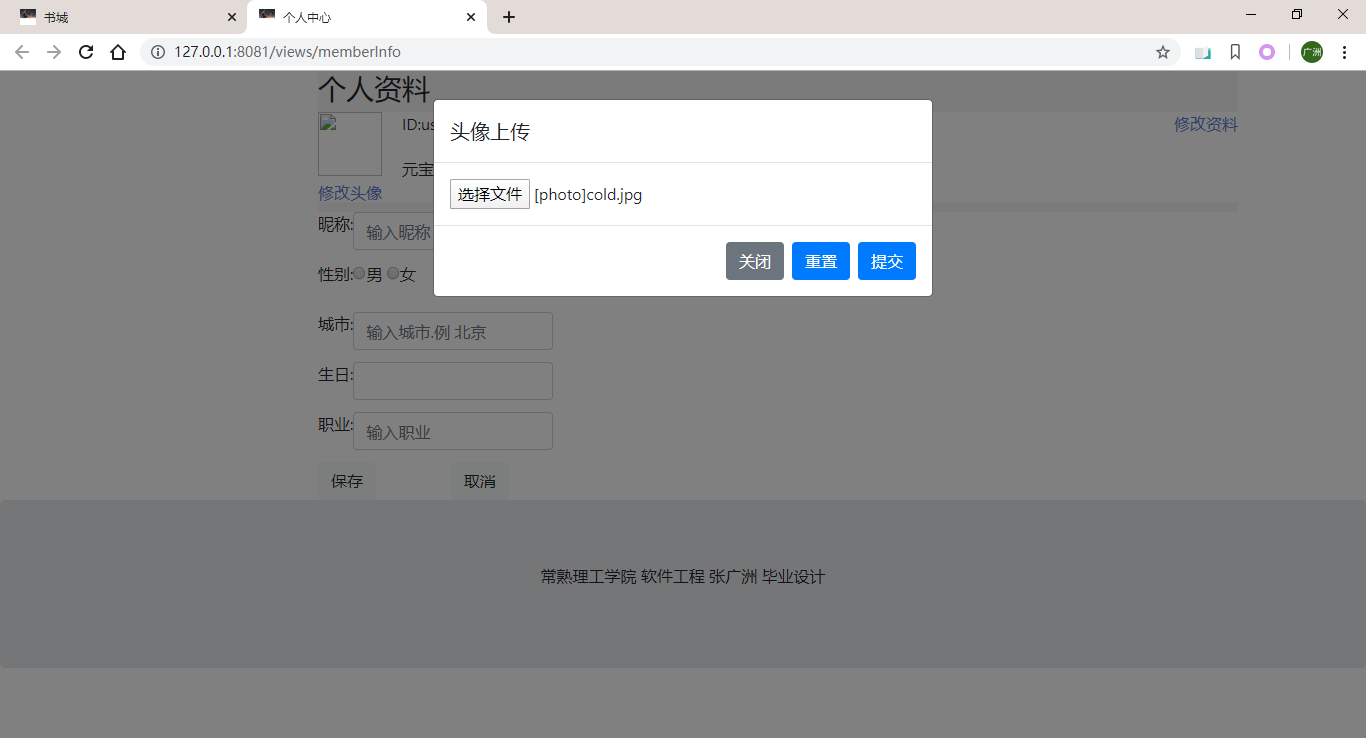 书城
个人中心
127.0.0.1:8081/views/memberInfo
广洲
个人资料
头像上传
ID:us
修改资料
元宝
修改头像
选择文件 [photo]cold.jpg
昵称: 输入昵称
关闭 重置 提交
性别: 男 女
城市: 输入城市.例 北京
生日:
职业: 输入职业
保存 取消
常熟理工学院 软件工程 张广洲 毕业设计